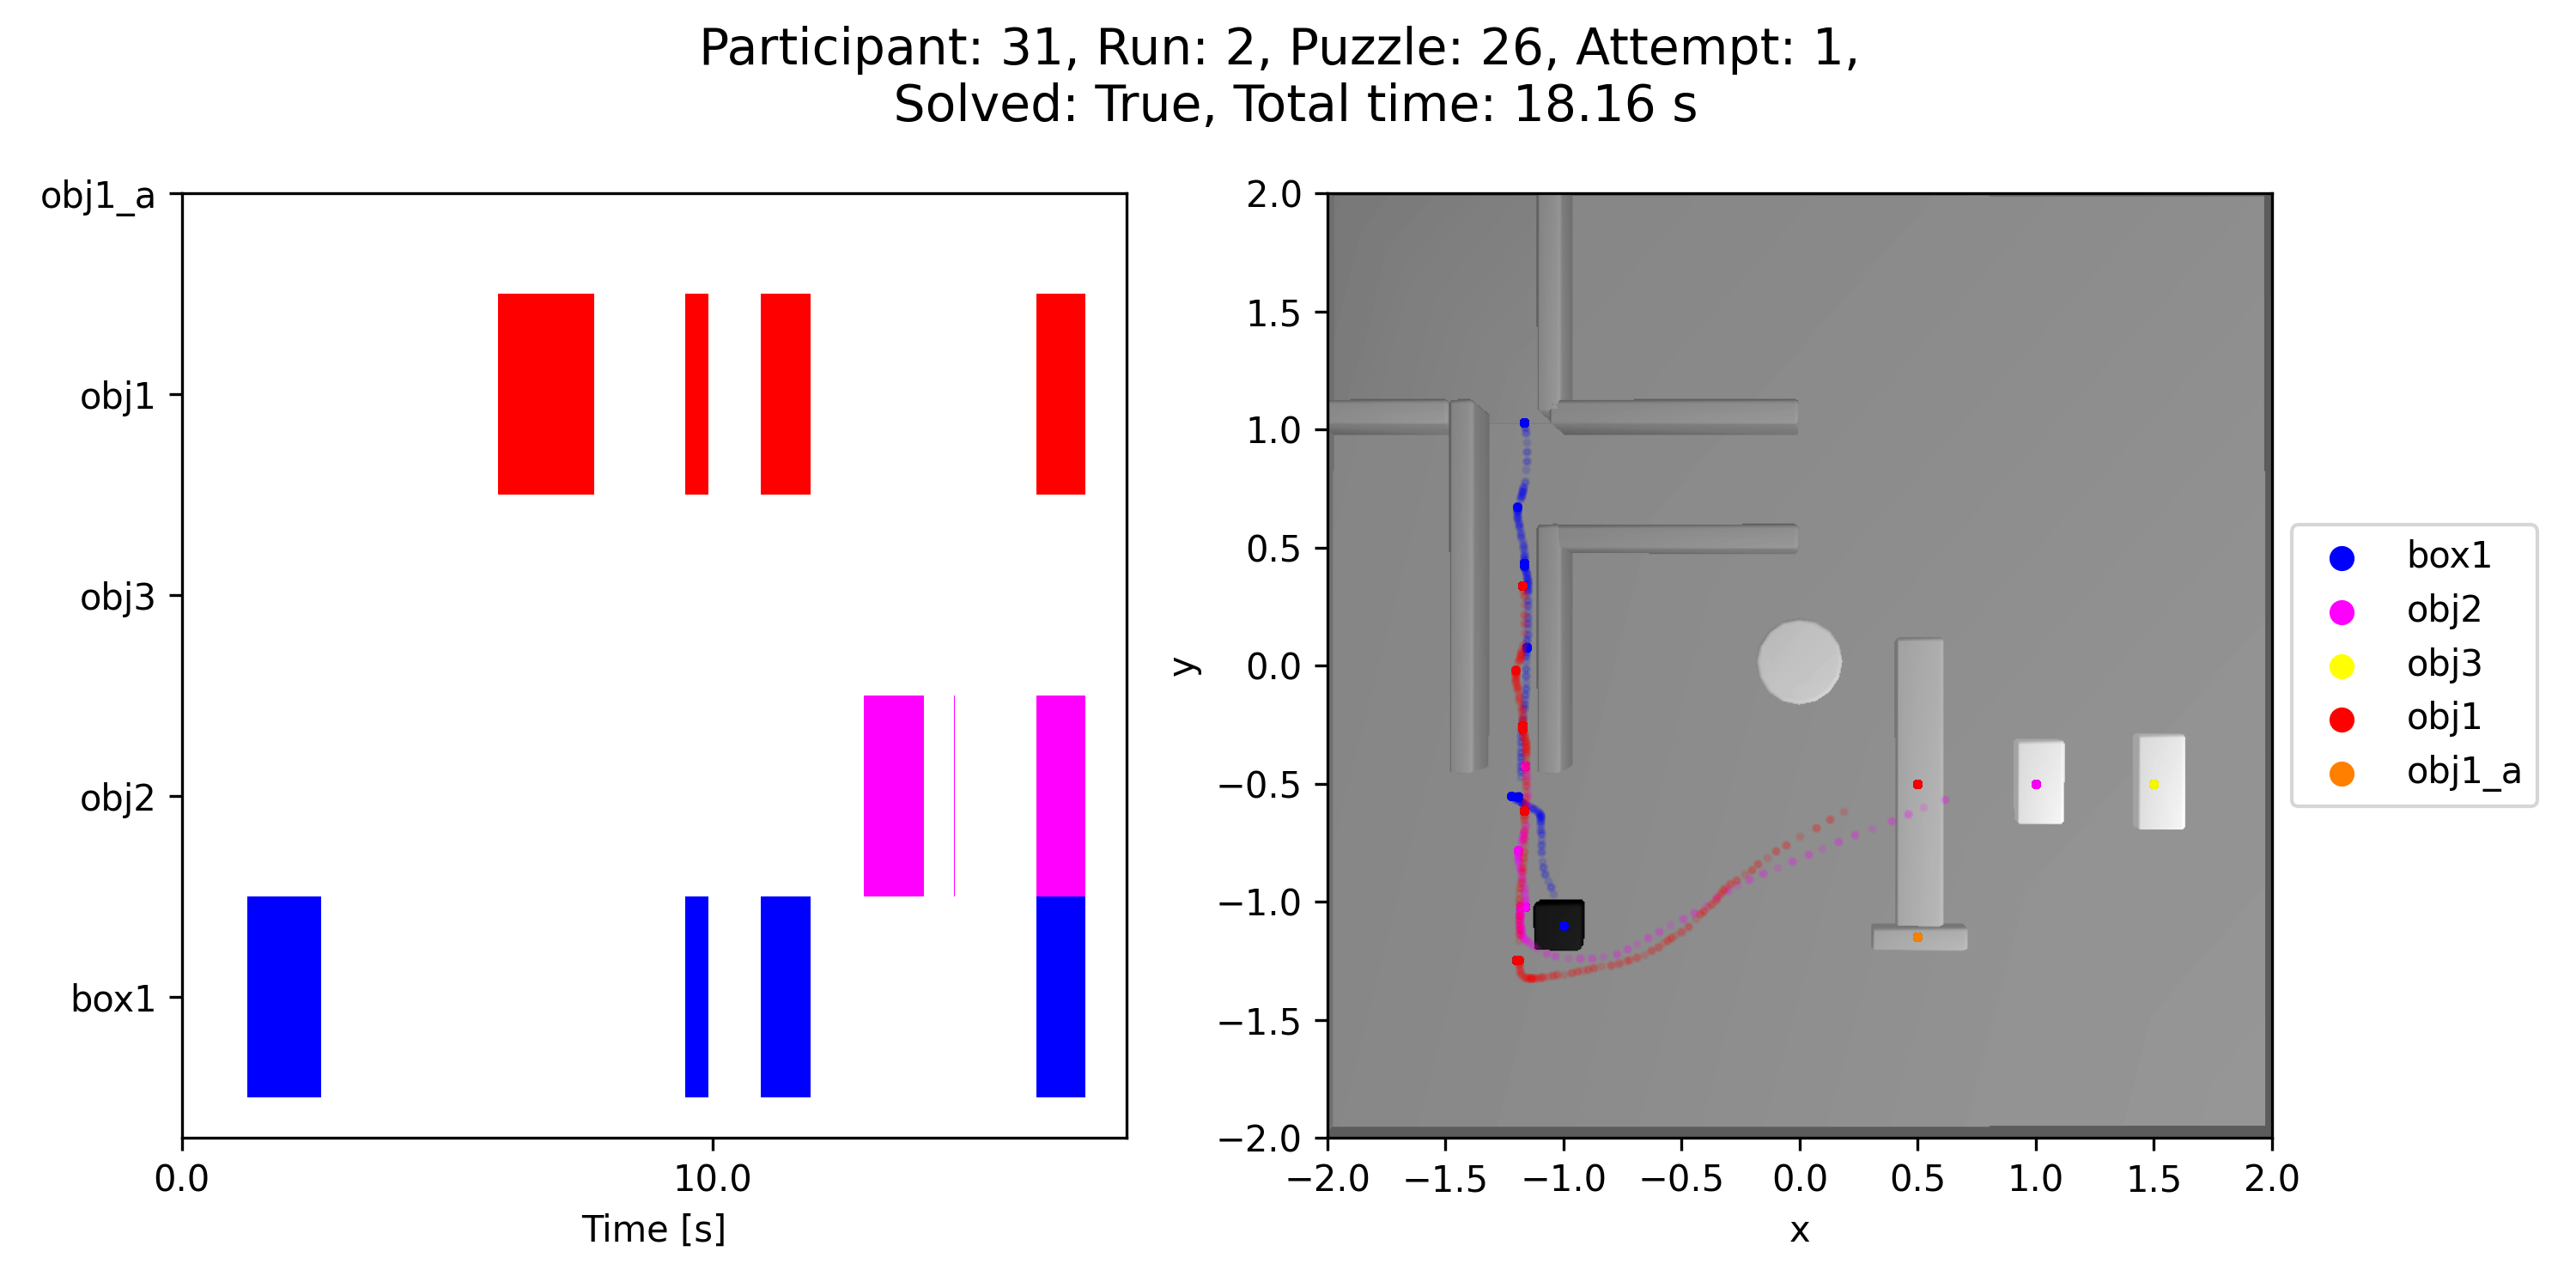 Participant: 31, Run: 2, Puzzle: 26, Attempt: 1,
Solved: True, Total time: 18.16 s
obj1_a
obj1
obj3
obj2
box1
0.0
10.0
Time [s]
2.0
1.5
1.0
0.5
0.0
−0.5
−1.0
−1.5
−2.0
y
−2.0
−1.5
−1.0
−0.5
0.0
0.5
1.0
1.5
2.0
x
box1
obj2
obj3
obj1
obj1_a